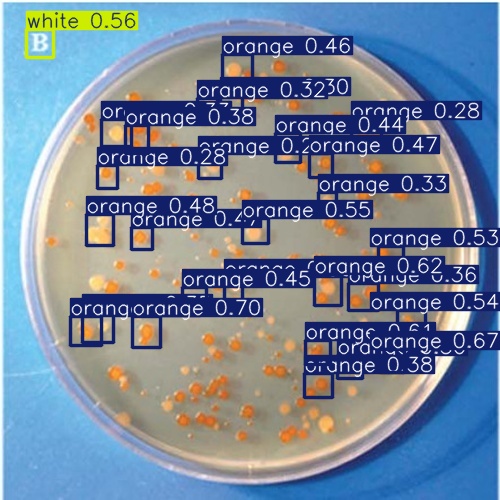 white 0.56
B
orange 0.46
orange 0.32
30
orange 0.28
orange 0.38
orange 0.44
orange 0.47
orange 0.28
orange 0.33
orange 0.48
orange 0.55
orange 0.53
orange 0.62
0.36
orange 0.45
orange 0.54
orange 0.70
orange 0.61
orange 0.67
orange 0.38